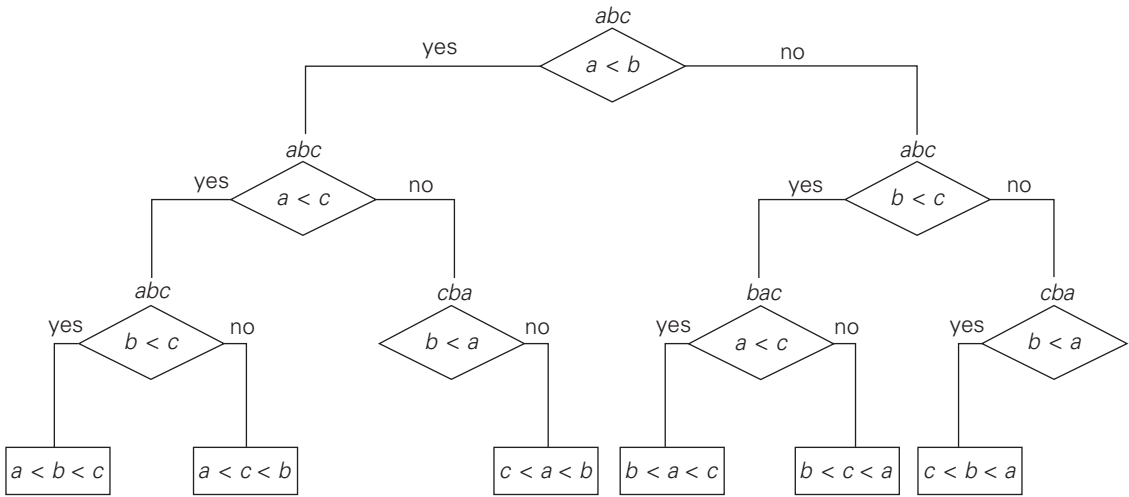 abc
yes
a < b
no
abc
abc
yes
a < c
no
yes
b < c
no
abc
cba
bac
cba
yes
b < c
no
b < a
no
yes
a < c
no
yes
b < a
a < b < c
a < c < b
c < a < b
b < a < c
b < c < a
c < b < a